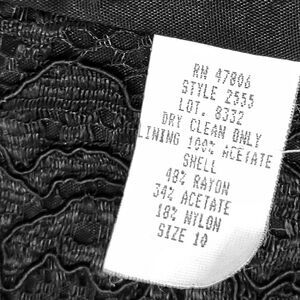 RN 47806
STYLE 2555
LOT. 8332
DRY CLEAN ONLY
LINING 100% ACETATE
SHELL
48% RAYON
34% ACETATE
18% NYLON
SIZE 10